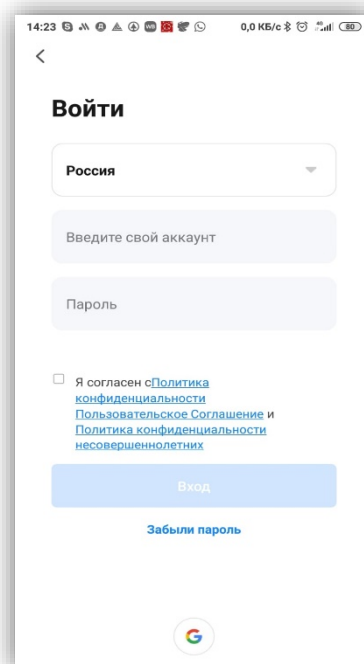 14:23 0,0 КБ/с 4G 80
Войти
Россия
Введите свой аккаунт
Пароль
Я согласен сПолитика
конфиденциальности
Пользовательское Соглашение и
Политика конфиденциальности
несовершеннолетних
Вход
Забыли пароль
G